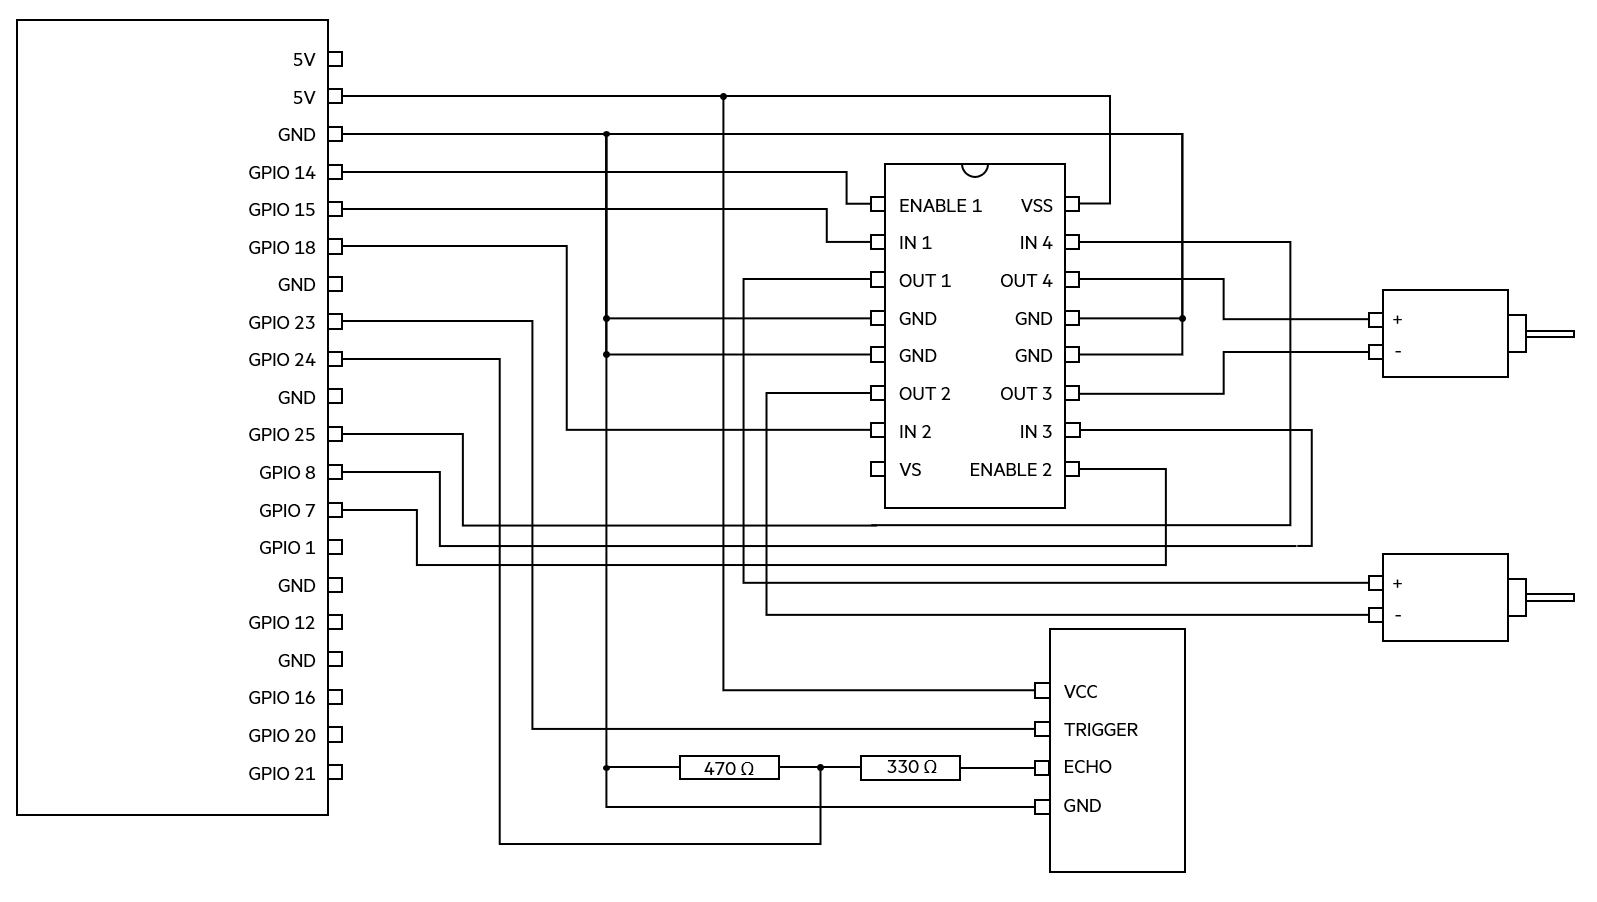 5V
5V
GND
GPIO 14
GPIO 15
GPIO 18
GND
GPIO 23
GPIO 24
GND
GPIO 25
GPIO 8
GPIO 7
GPIO 1
GND
GPIO 12
GND
GPIO 16
GPIO 20
GPIO 21
ENABLE 1 VSS
IN 1 IN 4
OUT 1 OUT 4
GND GND
GND GND
OUT 2 OUT 3
IN 2 IN 3
VS ENABLE 2
+
-
+
-
VCC
TRIGGER
ECHO
GND
470 Ω
330 Ω